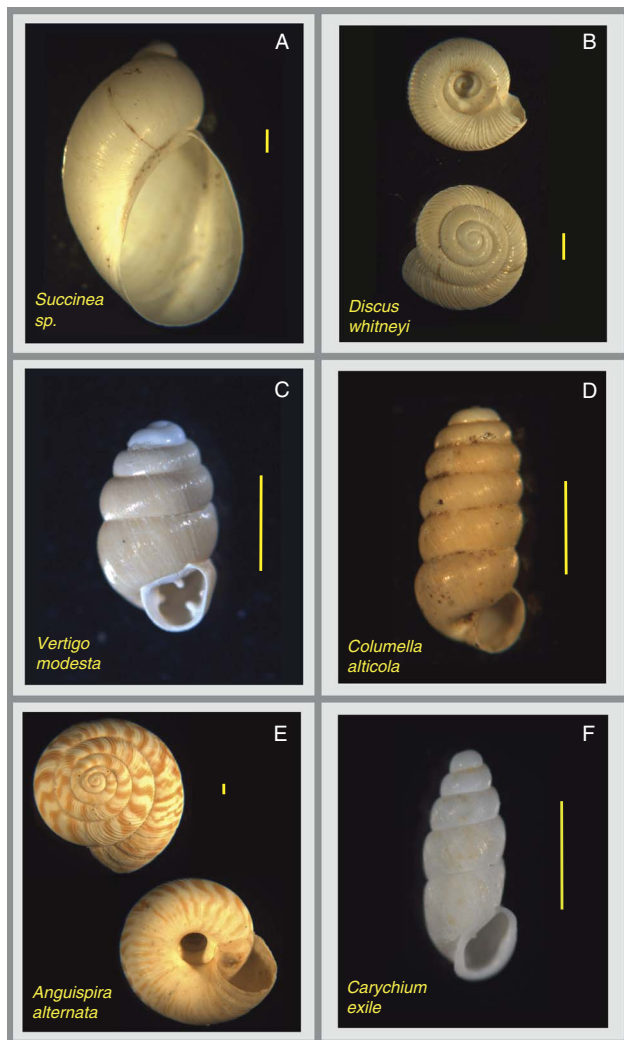 A
Succinea
sp.
B
Discus
whitneyi
C
Vertigo
modesta
D
Columella
alticola
E
Anguispira
alternata
F
Carychium
exile